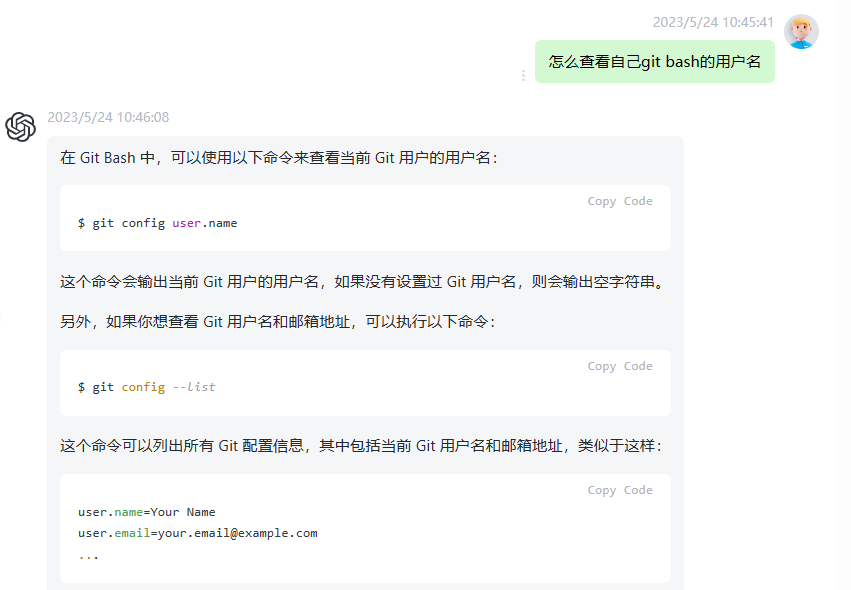 2023/5/24 10:45:41
怎么查看自己git bash的用户名
2023/5/24 10:46:08
在 Git Bash 中，可以使用以下命令来查看当前 Git 用户的用户名：
Copy Code
$ git config user.name
这个命令会输出当前 Git 用户的用户名，如果没有设置过 Git 用户名，则会输出空字符串。
另外，如果你想查看 Git 用户名和邮箱地址，可以执行以下命令：
Copy Code
$ git config --list
这个命令可以列出所有 Git 配置信息，其中包括当前 Git 用户名和邮箱地址，类似于这样：
Copy Code
user.name=Your Name
user.email=your.email@example.com
...